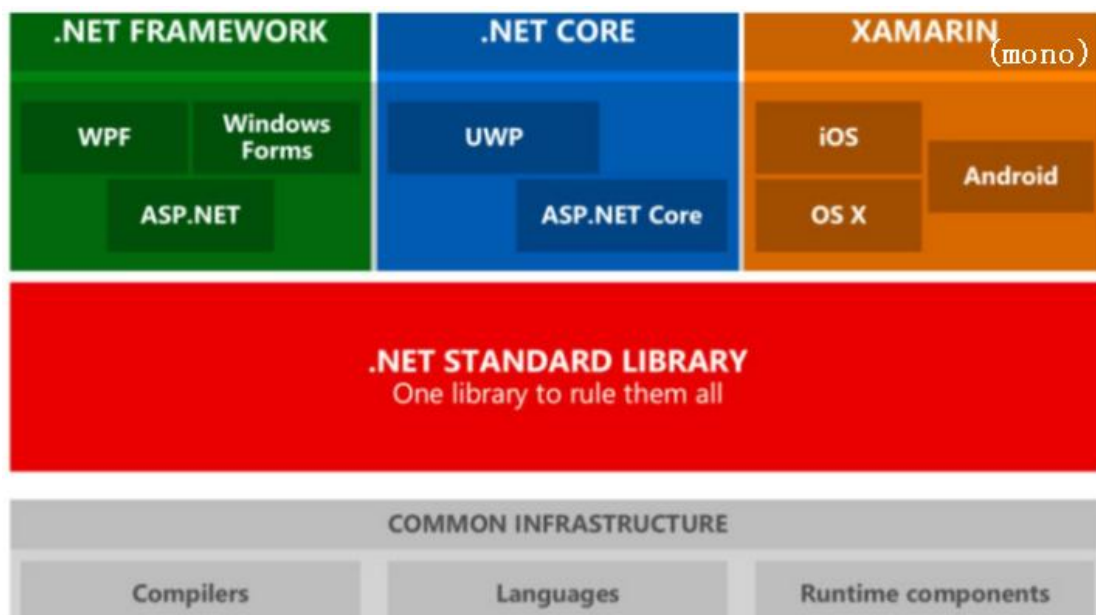 .NET FRAMEWORK
.NET CORE
XAMARIN
(mono)
WPF
Windows
Forms
UWP
iOS
Android
ASP.NET
ASP.NET Core
OS X
.NET STANDARD LIBRARY
One library to rule them all
COMMON INFRASTRUCTURE
Compilers
Languages
Runtime components